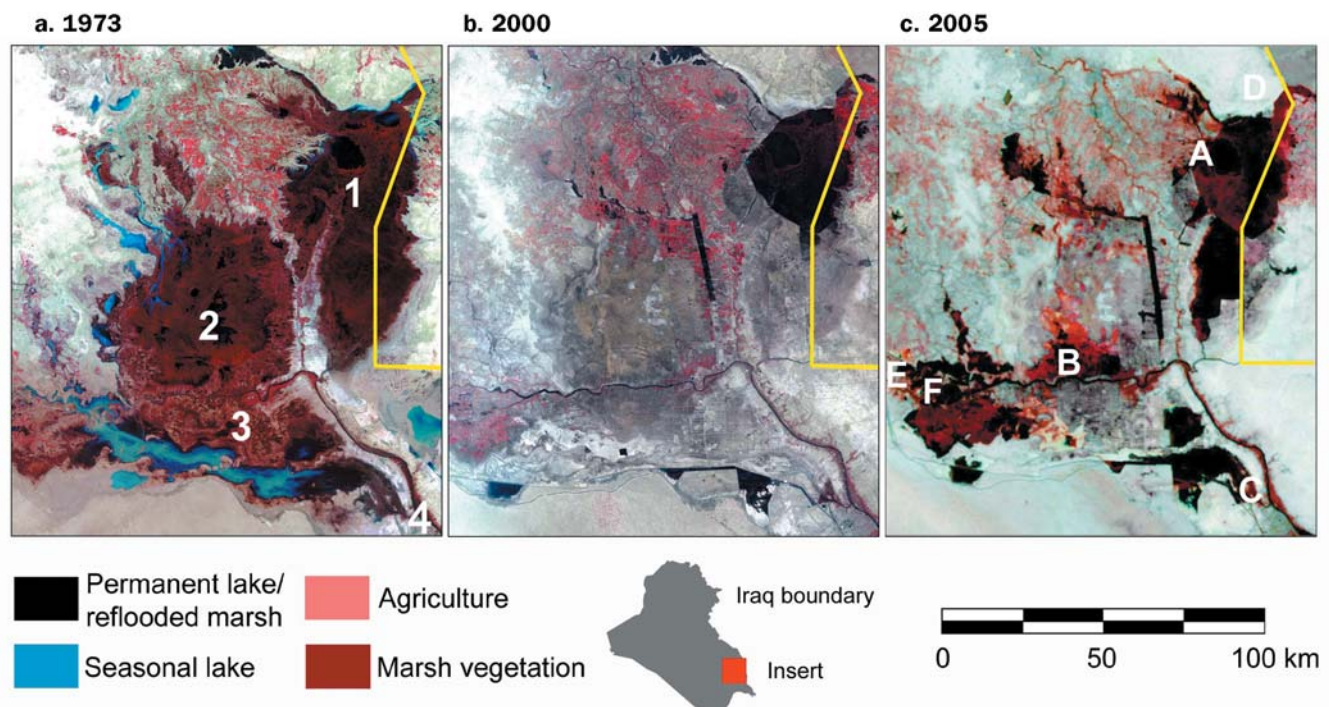 a. 1973
b. 2000
c. 2005
1
2
3
4
D
A
B
E
F
C
Permanent lake/
reflooded marsh
Seasonal lake
Agriculture
Marsh vegetation
Iraq boundary
Insert
0 50 100 km